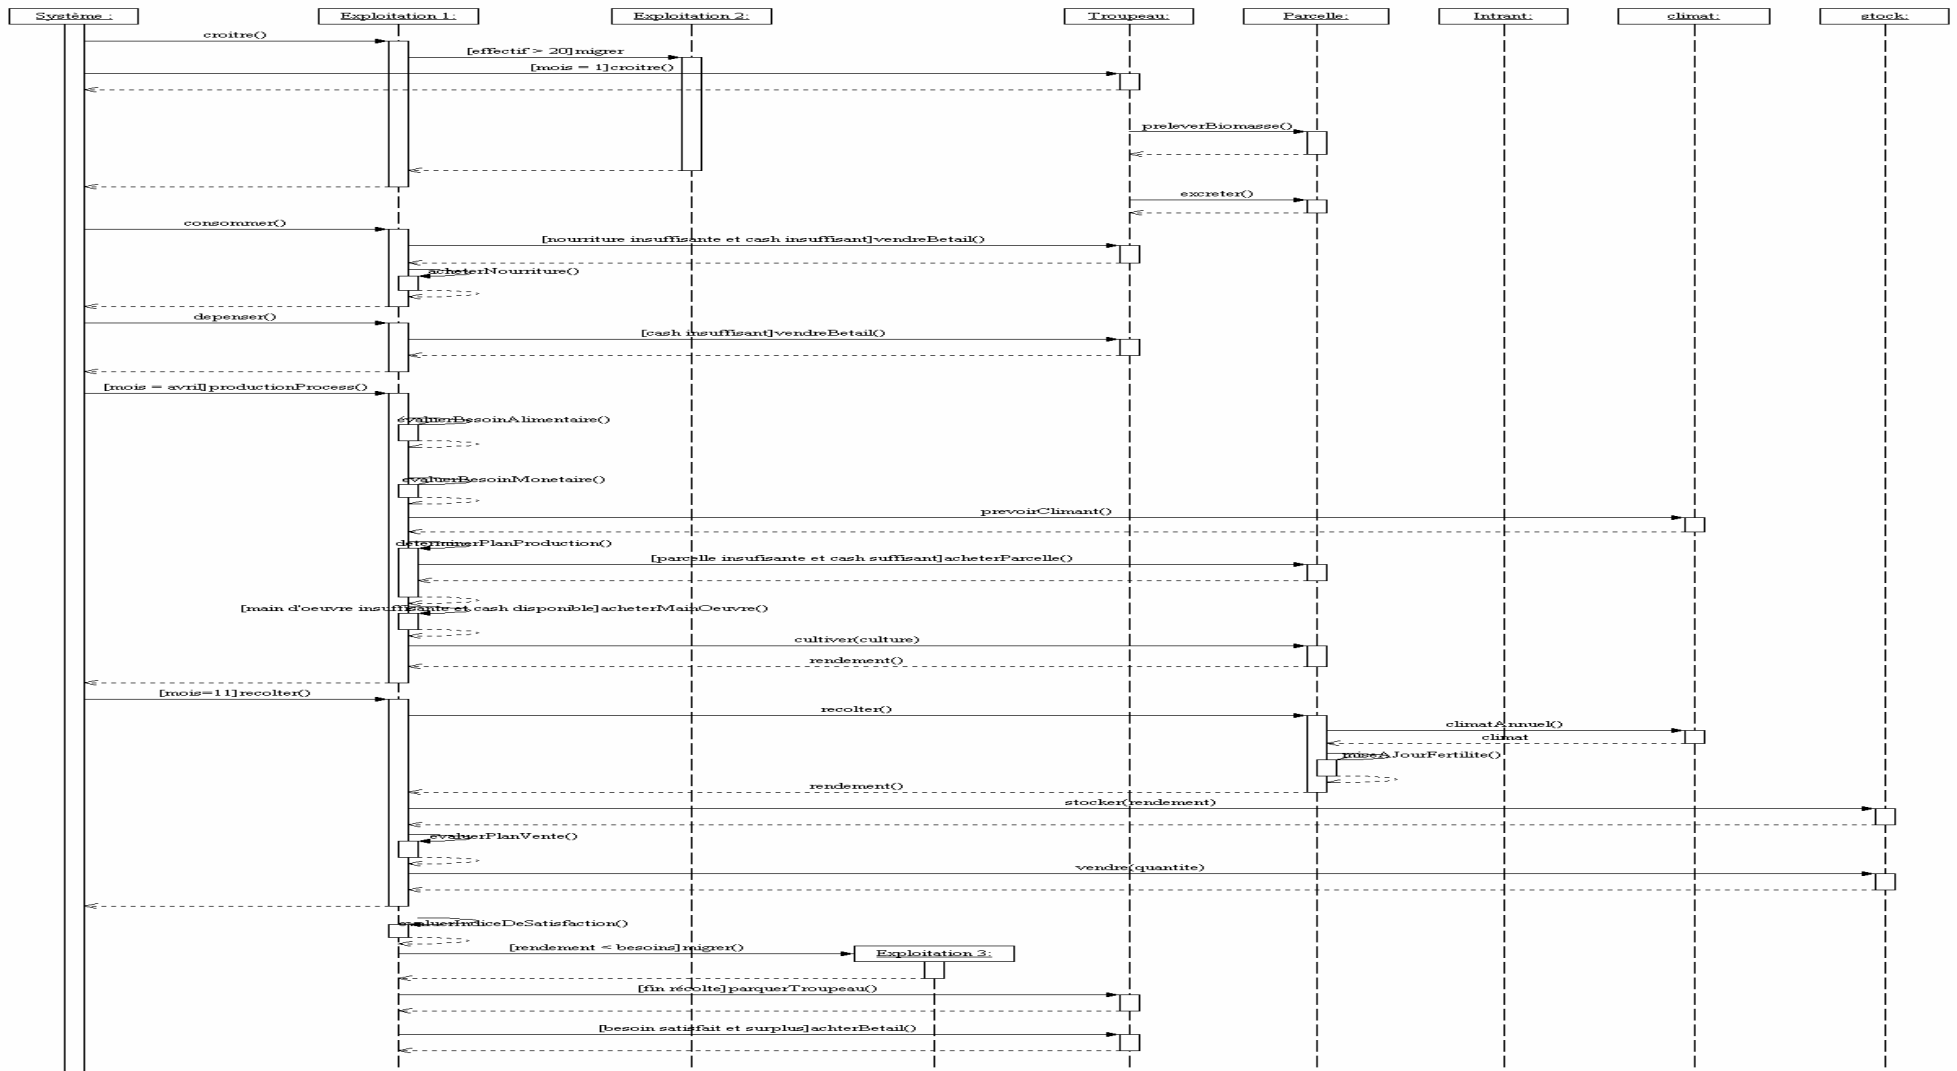 Système :
Exploitation 1:
Exploitation 2:
Troupeau:
Parcelle:
Intrant:
climat:
stock:
croitre()
[effectif > 20]migrer
[mois = 1]croitre()
preleverBiomasse()
excreter()
consommer()
[nourriture insuffisante et cash insuffisant]vendreBetail()
acheterNourriture()
depenser()
[cash insuffisant]vendreBetail()
[mois = avril]productionProcess()
evaluerBesoinAlimentaire()
evaluerBesoinMonetaire()
prevoirClimant()
determinerPlanProduction()
[parcelle insufisante et cash suffisant]acheterParcelle()
[main d'oeuvre insuffisante et cash disponible]acheterMainOeuvre()
cultiver(culture)
rendement()
[mois=11]recolter()
recolter()
climatAnnuel()
climat
miseAJourFertilite()
rendement()
stocker(rendement)
evaluerPlanVente()
vendre(quantite)
evaluerIndiceDeSatisfaction()
[rendement < besoins]migrer()
Exploitation 3:
[fin récolte]parquerTroupeau()
[besoin satisfait et surplus]achterBetail()